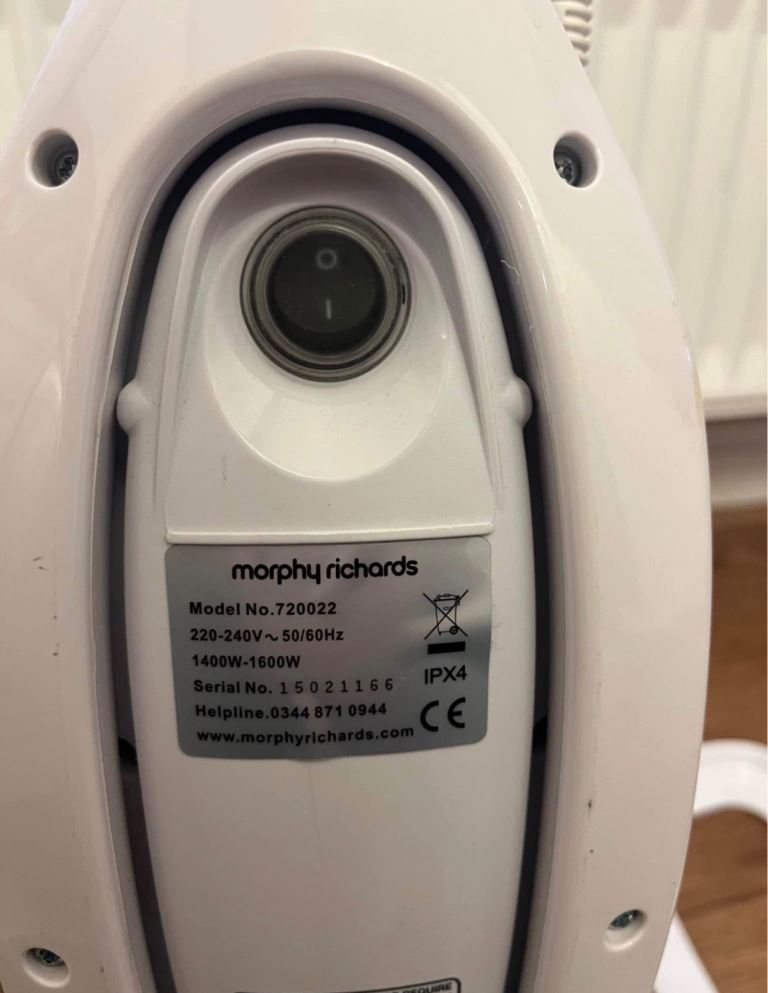 O
I
morphy richards
Model No.720022
220-240V~ 50/60Hz
1400W-1600W
Serial No. 15021166
IPX4
Helpline.0344 871 0944
CE
www.morphyrichards.com
REQUIRE